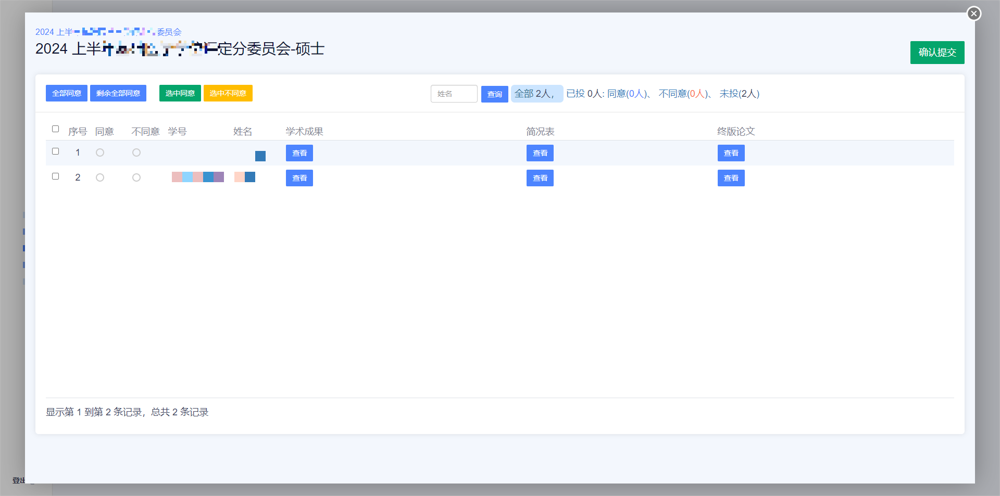 2024 上半 委员会
2024 上半 定分委员会-硕士
确认提交
全部同意 剩余全部同意 选中同意 选中不同意 姓名 查询 全部 2人， 已投 0人: 同意(0人)、 不同意(0人)、 未投(2人)
序号 同意 不同意 学号 姓名 学术成果 简况表 终版论文
1 查看 查看 查看
2 查看 查看 查看
显示第 1 到第 2 条记录，总共 2 条记录
登出